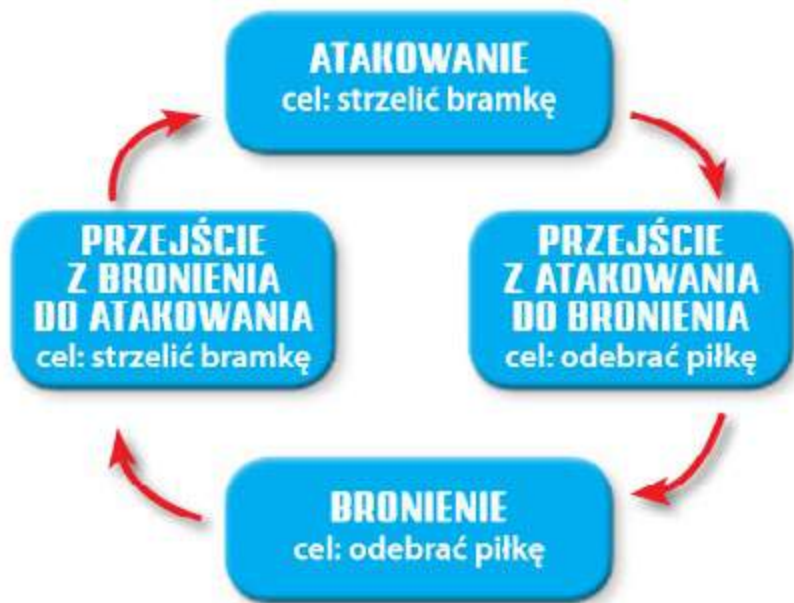 ATAKOWANIE
cel: strzelić bramkę
PRZEJŚCIE
Z BRONIENIA
DO ATAKOWANIA
cel: strzelić bramkę
PRZEJŚCIE
Z ATAKOWANIA
DO BRONIENIA
cel: odebrać piłkę
BRONIENIE
cel: odebrać piłkę